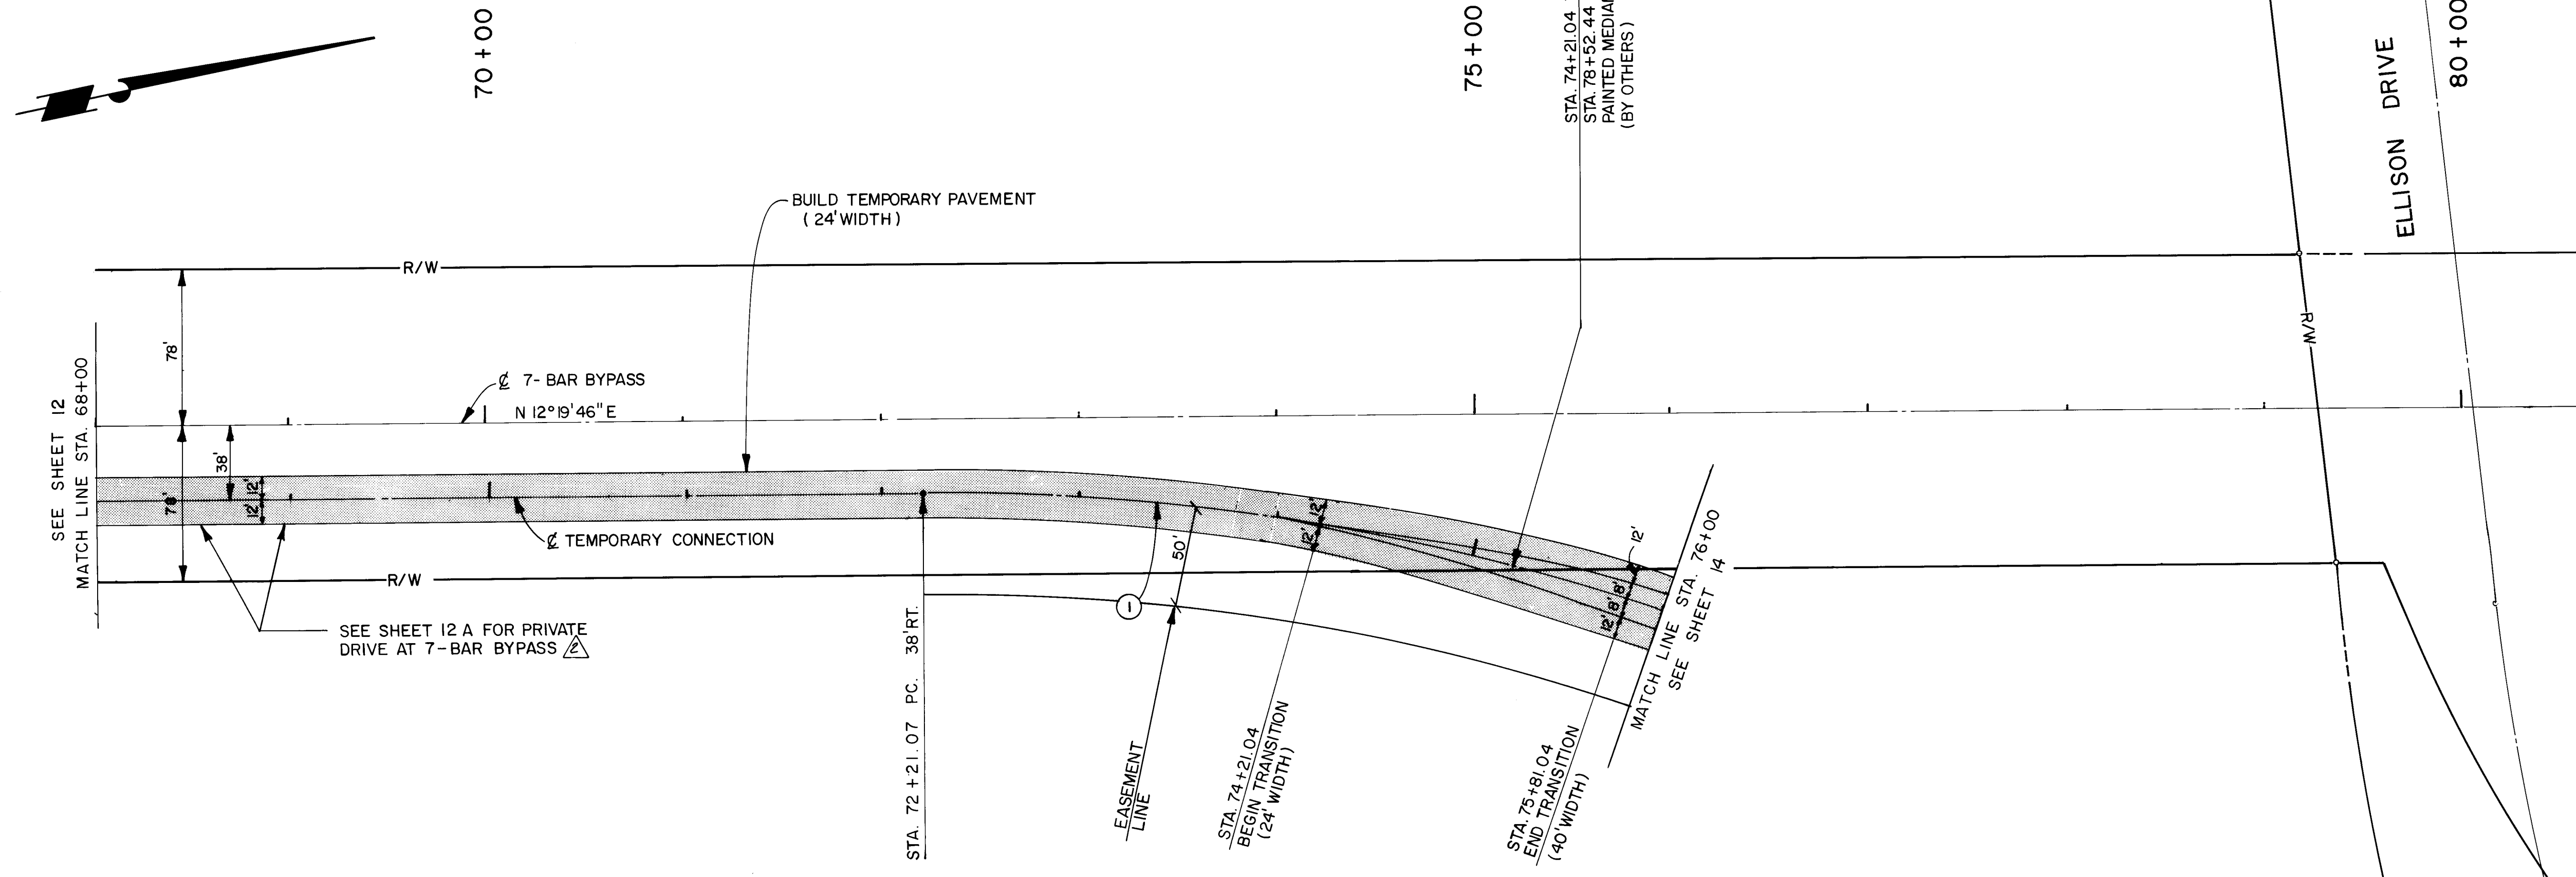 70+00
75+00
80+00
STA. 74+21.04
STA. 78+52.44
PAINTED MEDIAN
(BY OTHERS)
ELLISON DRIVE
BUILD TEMPORARY PAVEMENT
(24' WIDTH)
R/W
R/W
78'
SEE SHEET 12
MATCH LINE STA. 68+00
℄ 7-BAR BYPASS
N 12°19'46" E
38'
78'
12'
12'
℄ TEMPORARY CONNECTION
R/W
SEE SHEET 12 A FOR PRIVATE
DRIVE AT 7-BAR BYPASS 2
STA. 72+21.07 PC. 38' RT.
1
50'
EASEMENT
LINE
12'
12'
STA. 74+21.04
BEGIN TRANSITION
(24' WIDTH)
12'
8'
8'
12'
STA. 75+81.04
END TRANSITION
(40' WIDTH)
MATCH LINE STA. 76+00
SEE SHEET 14